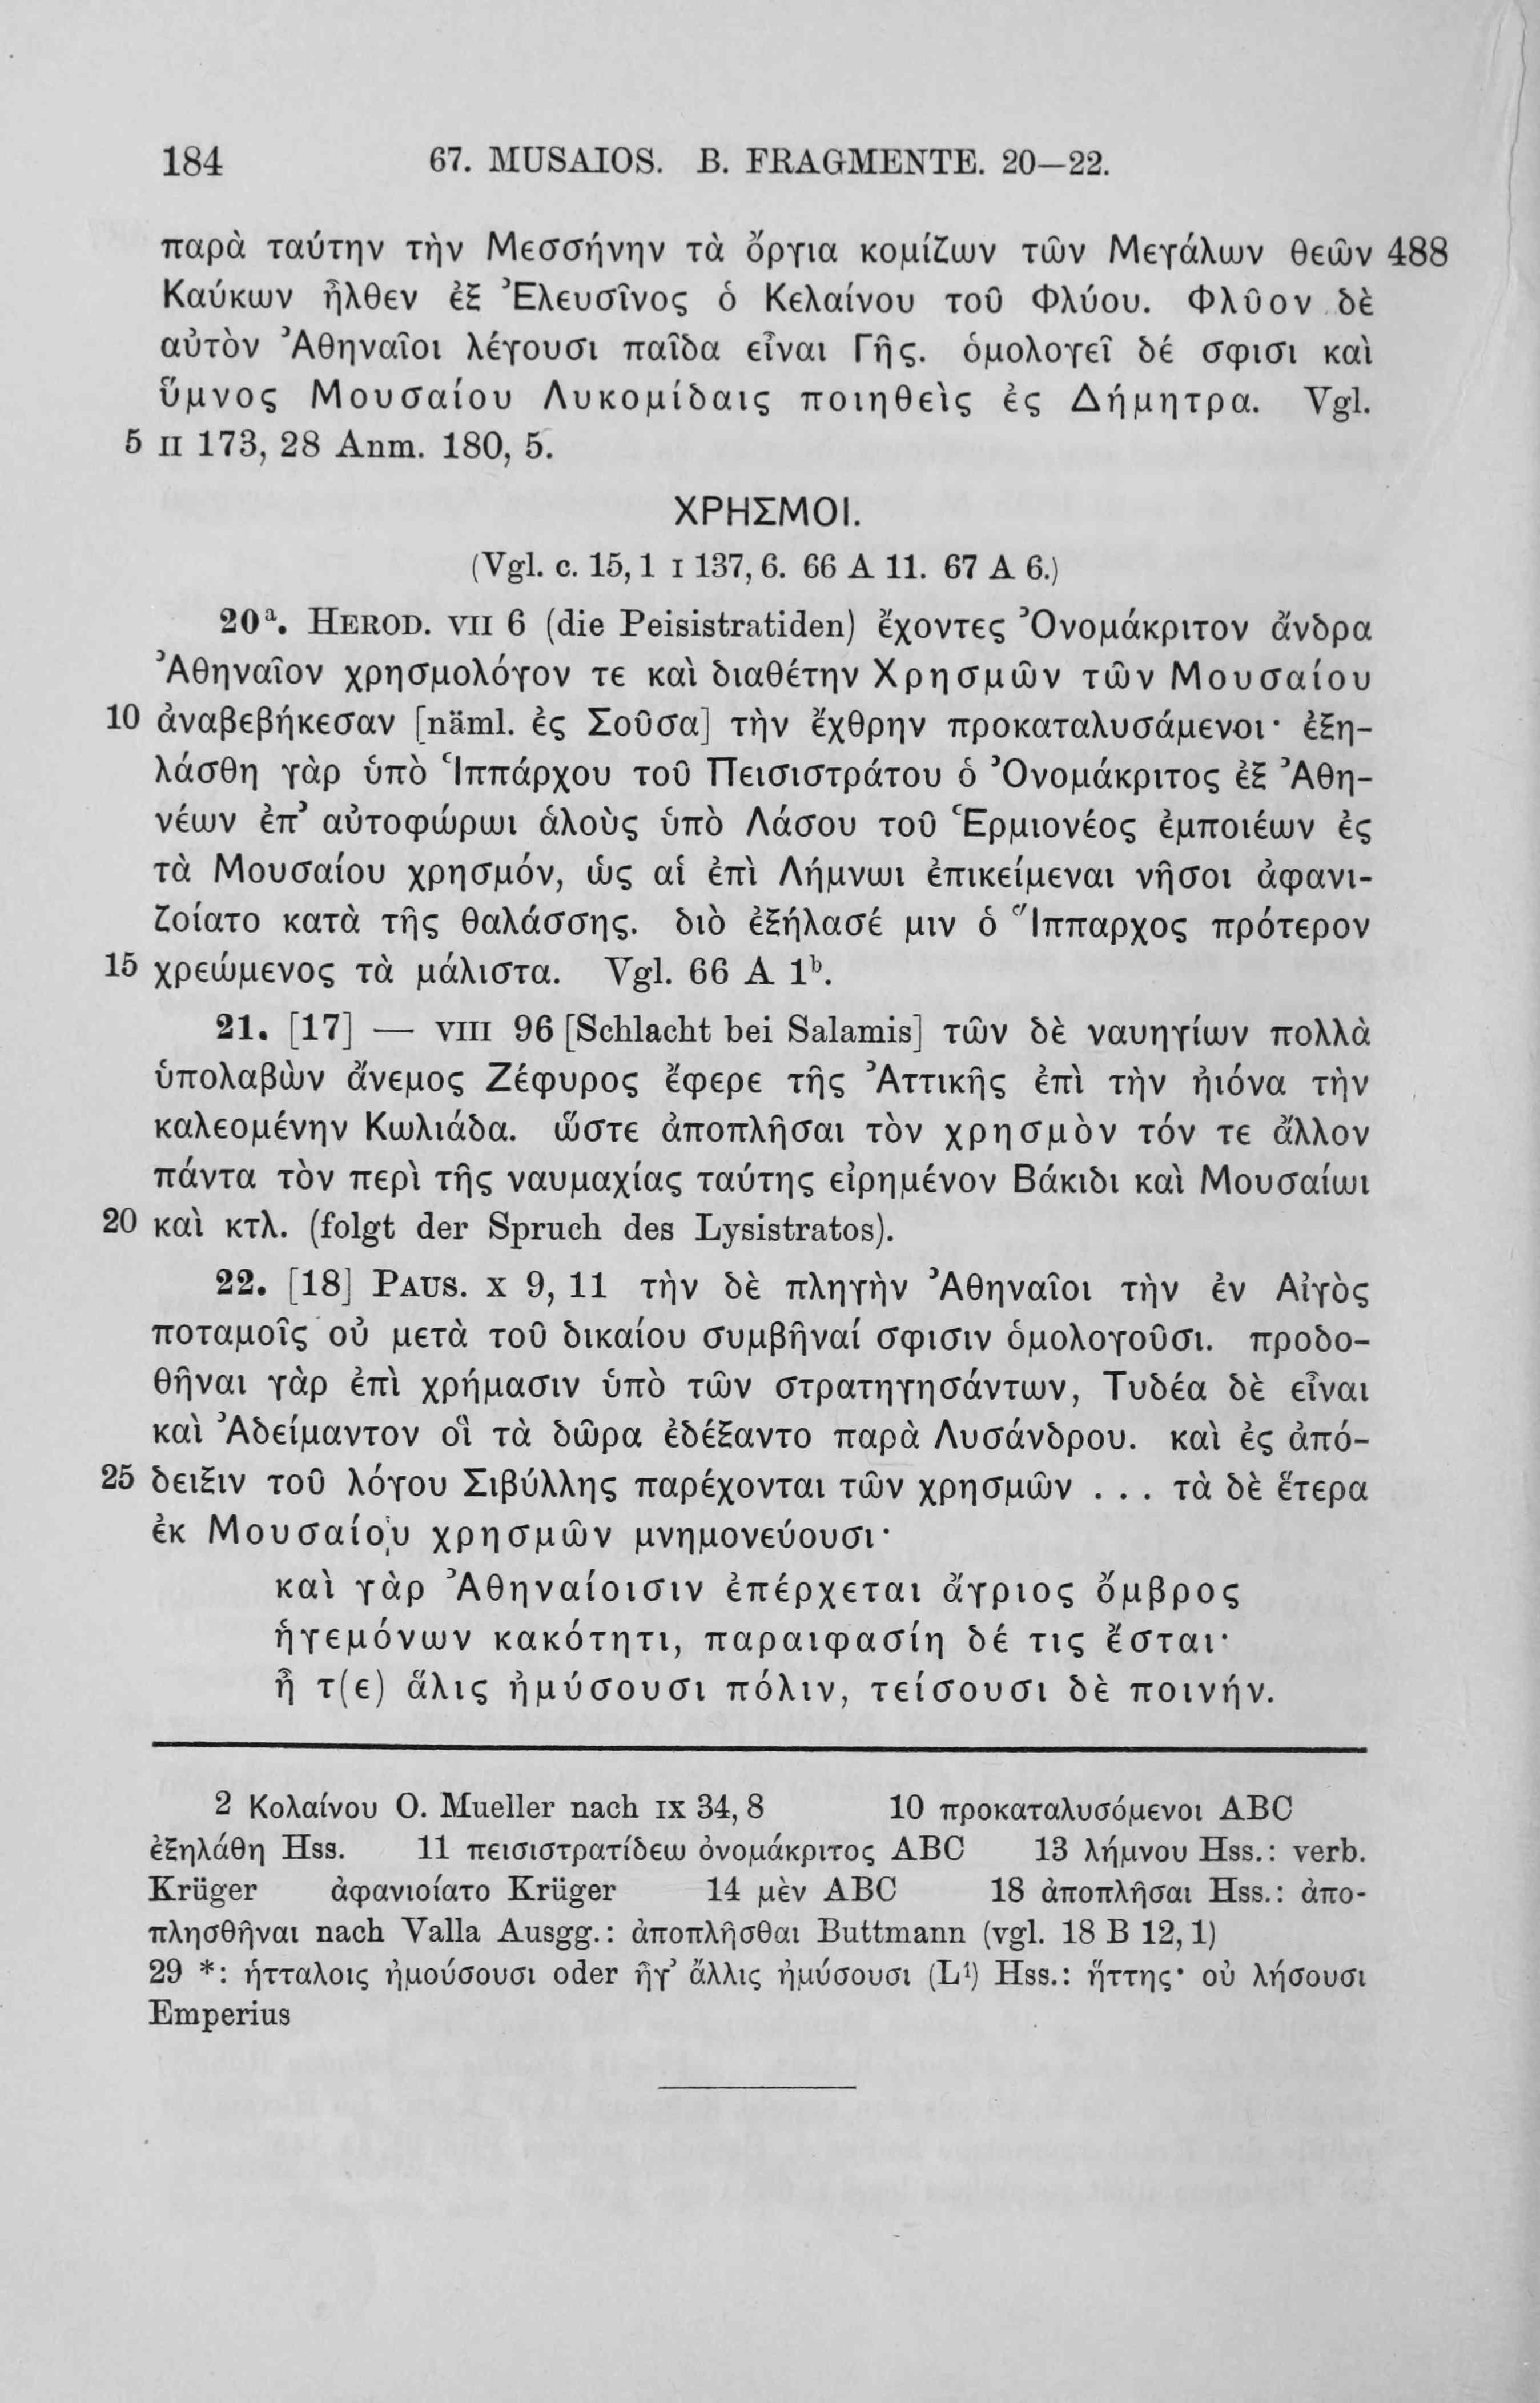 184 67. MUSAIOS. B. FRAGMENTE. 20—22.
παρὰ ταύτην τὴν Μεσσήνην τὰ ὄργια κομίζων τῶν Μεγάλων θεῶν 488
Καύκων ἦλθεν ἐξ Ἐλευσῖνος ὁ Κελαίνου τοῦ Φλύου. Φλῦον δὲ
αὐτὸν Ἀθηναῖοι λέγουσι παῖδα εἶναι Γῆς. ὁμολογεῖ δέ σφισι καὶ
ὕμνος Μουσαίου Λυκομίδαις ποιηθεὶς ἐς Δήμητρα. Vgl.
5 II 173, 28 Anm. 180, 5.
ΧΡΗΣΜΟΙ.
(Vgl. c. 15, 1 I 137, 6. 66 A 11. 67 A 6.)
20ᵃ. HEROD. VII 6 (die Peisistratiden) ἔχοντες Ὀνομάκριτον ἄνδρα
Ἀθηναῖον χρησμολόγον τε καὶ διαθέτην Χρησμῶν τῶν Μουσαίου
10 ἀναβεβήκεσαν [näml. ἐς Σοῦσα] τὴν ἔχθρην προκαταλυσάμενοι· ἐξη-
λάσθη γὰρ ὑπὸ Ἱππάρχου τοῦ Πεισιστράτου ὁ Ὀνομάκριτος ἐξ Ἀθη-
νέων ἐπ’ αὐτοφώρωι ἁλοὺς ὑπὸ Λάσου τοῦ Ἑρμιονέος ἐμποιέων ἐς
τὰ Μουσαίου χρησμόν, ὡς αἱ ἐπὶ Λήμνωι ἐπικείμεναι νῆσοι ἀφανι-
ζοίατο κατὰ τῆς θαλάσσης. διὸ ἐξήλασέ μιν ὁ Ἵππαρχος πρότερον
15 χρεώμενος τὰ μάλιστα. Vgl. 66 A 1ᵇ.
21. [17] — VIII 96 [Schlacht bei Salamis] τῶν δὲ ναυηγίων πολλὰ
ὑπολαβὼν ἄνεμος Ζέφυρος ἔφερε τῆς Ἀττικῆς ἐπὶ τὴν ἠιόνα τὴν
καλεομένην Κωλιάδα. ὥστε ἀποπλῆσαι τὸν χρησμὸν τόν τε ἄλλον
πάντα τὸν περὶ τῆς ναυμαχίας ταύτης εἰρημένον Βάκιδι καὶ Μουσαίωι
20 καὶ κτλ. (folgt der Spruch des Lysistratos).
22. [18] PAUS. X 9, 11 τὴν δὲ πληγὴν Ἀθηναῖοι τὴν ἐν Αἰγὸς
ποταμοῖς οὐ μετὰ τοῦ δικαίου συμβῆναί σφισιν ὁμολογοῦσι. προδο-
θῆναι γὰρ ἐπὶ χρήμασιν ὑπὸ τῶν στρατηγησάντων, Τυδέα δὲ εἶναι
καὶ Ἀδείμαντον οἳ τὰ δῶρα ἐδέξαντο παρὰ Λυσάνδρου. καὶ ἐς ἀπό-
25 δειξιν τοῦ λόγου Σιβύλλης παρέχονται τῶν χρησμῶν . . . τὰ δὲ ἕτερα
ἐκ Μουσαίου χρησμῶν μνημονεύουσι·
καὶ γὰρ Ἀθηναίοισιν ἐπέρχεται ἄγριος ὄμβρος
ἡγεμόνων κακότητι, παραιφασίη δέ τις ἔσται·
ἦ τ(ε) ἅλις ἠμύσουσι πόλιν, τείσουσι δὲ ποινήν.
2 Κολαίνου O. Mueller nach IX 34, 8 10 προκαταλυσόμενοι ABC
ἐξηλάθη Hss. 11 πεισιστρατίδεω ὀνομάκριτος ABC 13 λήμνου Hss.: verb.
Krüger ἀφανιοίατο Krüger 14 μὲν ABC 18 ἀποπλῆσαι Hss.: ἀπο-
πλησθῆναι nach Valla Ausgg.: ἀποπλῆσθαι Buttmann (vgl. 18 B 12, 1)
29 *: ἡτταλοις ἠμούσουσι oder ἤγ’ ἄλλις ἠμύσουσι (L¹) Hss.: ἥττης· οὐ λήσουσι
Emperius